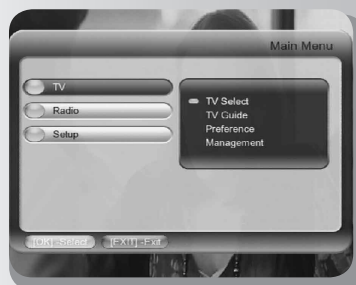 Main Menu
TV
Radio
Setup
TV Select
TV Guide
Preference
Management
[OK]-Select [EXIT]-Exit